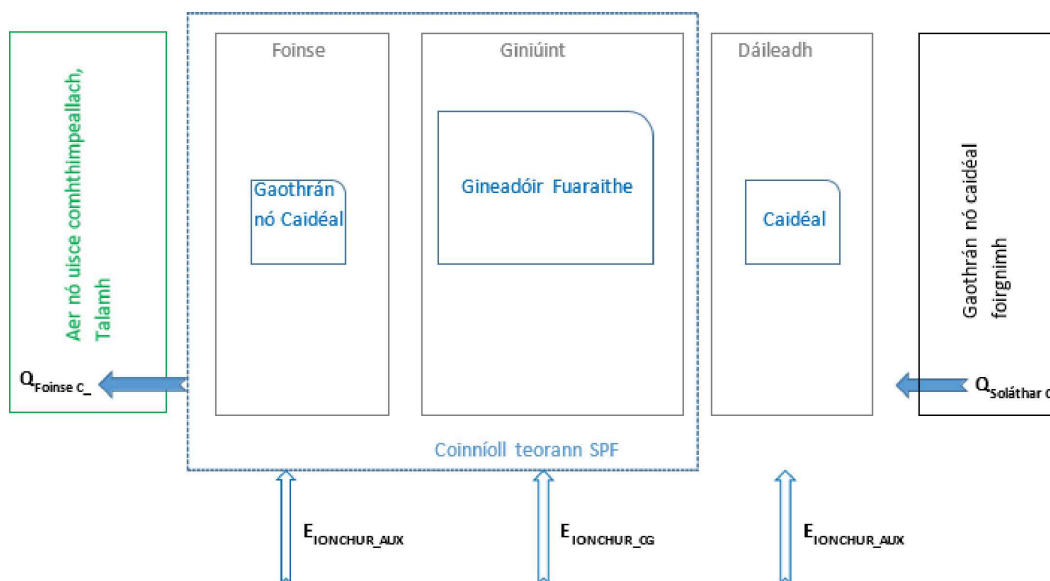 Aer nó uisce comhthimpeallach,
Talamh
Q Foinse C_
Foinse
Gaothrán
nó Caidéal
Giniúint
Gineadóir Fuaraithe
Coinníoll teorann SPF
Dáileadh
Caidéal
Gaothrán nó caidéal
foirgnimh
Q Soláthar C
E IONCHUR_AUX
E IONCHUR_CG
E IONCHUR_AUX